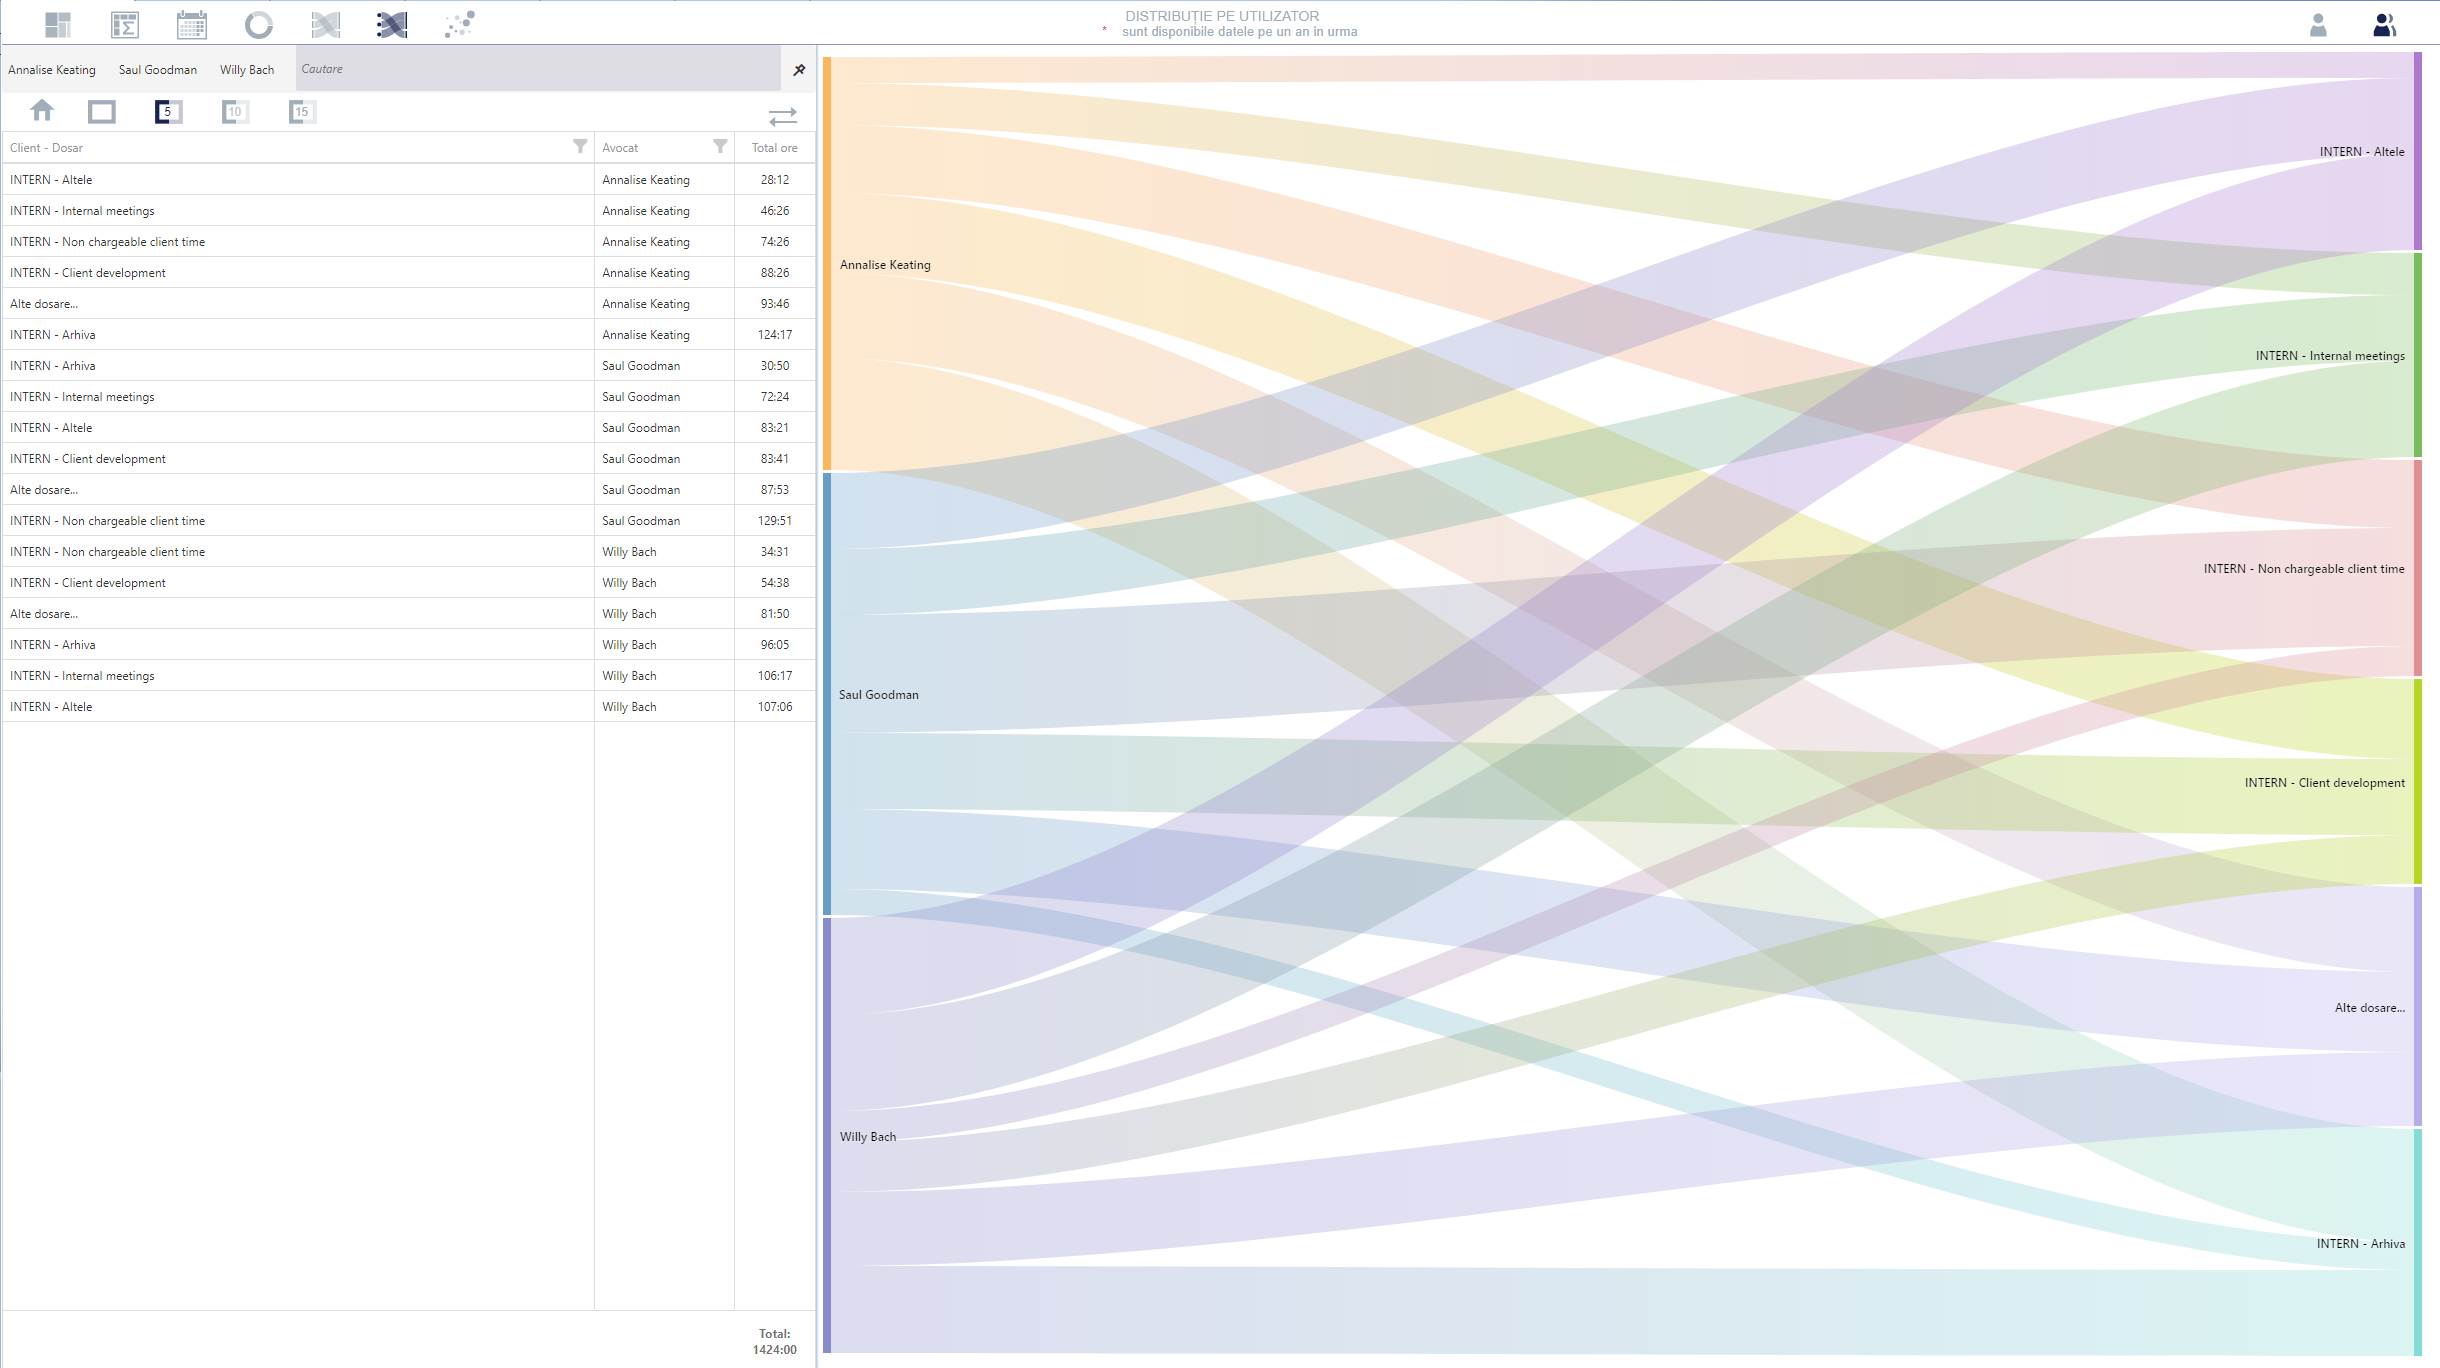 DISTRIBUȚIE PE UTILIZATOR
* sunt disponibile datele pe un an in urma
Annalise Keating Saul Goodman Willy Bach Cautare
5 10 15
Client - Dosar Avocat Total ore
INTERN - Altele Annalise Keating 28:12
INTERN - Internal meetings Annalise Keating 46:26
INTERN - Non chargeable client time Annalise Keating 74:26
INTERN - Client development Annalise Keating 88:26
Alte dosare... Annalise Keating 93:46
INTERN - Arhiva Annalise Keating 124:17
INTERN - Arhiva Saul Goodman 30:50
INTERN - Internal meetings Saul Goodman 72:24
INTERN - Altele Saul Goodman 83:21
INTERN - Client development Saul Goodman 83:41
Alte dosare... Saul Goodman 87:53
INTERN - Non chargeable client time Saul Goodman 129:51
INTERN - Non chargeable client time Willy Bach 34:31
INTERN - Client development Willy Bach 54:38
Alte dosare... Willy Bach 81:50
INTERN - Arhiva Willy Bach 96:05
INTERN - Internal meetings Willy Bach 106:17
INTERN - Altele Willy Bach 107:06
Total:
1424:00
Annalise Keating
Saul Goodman
Willy Bach
INTERN - Altele
INTERN - Internal meetings
INTERN - Non chargeable client time
INTERN - Client development
Alte dosare...
INTERN - Arhiva